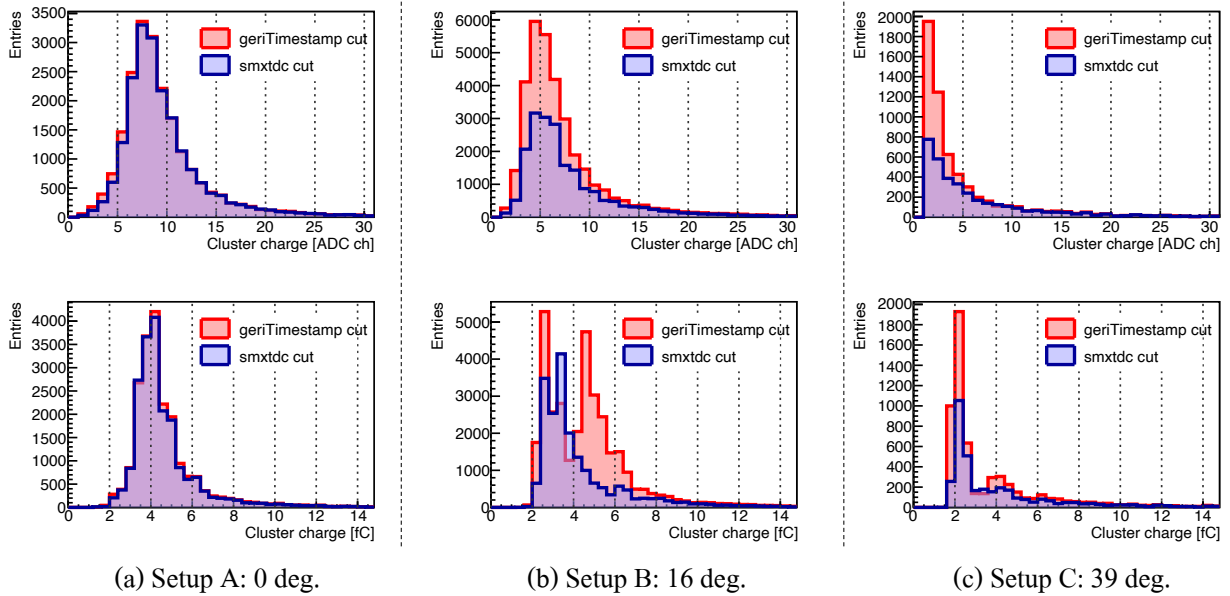 Entries
3500
3000
2500
2000
1500
1000
500
0
0 5 10 15 20 25 30
Cluster charge [ADC ch]
geriTimestamp cut
smxtdc cut
6000
5000
4000
3000
2000
1000
0
0 5 10 15 20 25 30
Entries
Cluster charge [ADC ch]
geriTimestamp cut
smxtdc cut
2000
1800
1600
1400
1200
1000
800
600
400
200
0
0 5 10 15 20 25 30
Entries
Cluster charge [ADC ch]
geriTimestamp cut
smxtdc cut
Entries
4000
3500
3000
2500
2000
1500
1000
500
0
0 2 4 6 8 10 12 14
Cluster charge [fC]
geriTimestamp cut
smxtdc cut
Entries
5000
4000
3000
2000
1000
0
0 2 4 6 8 10 12 14
Cluster charge [fC]
geriTimestamp cut
smxtdc cut
Entries
2000
1800
1600
1400
1200
1000
800
600
400
200
0
0 2 4 6 8 10 12 14
Cluster charge [fC]
geriTimestamp cut
smxtdc cut
(a) Setup A: 0 deg.
(b) Setup B: 16 deg.
(c) Setup C: 39 deg.